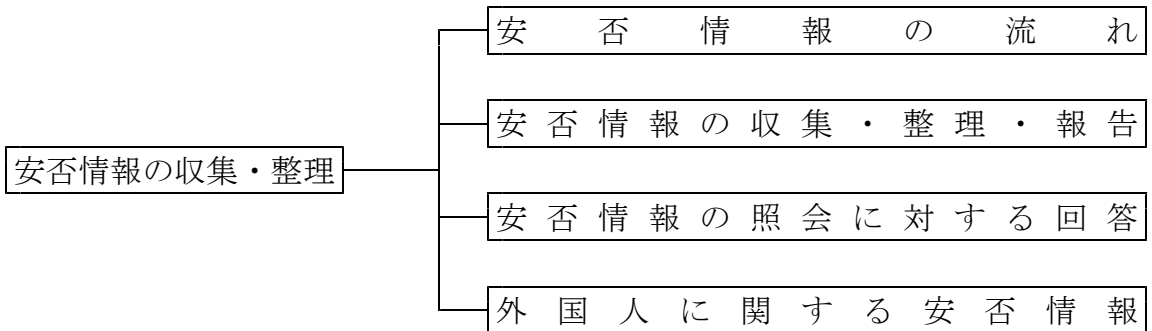 安否情報の収集・整理
安否情報の流れ
安否情報の収集・整理・報告
安否情報の照会に対する回答
外国人に関する安否情報